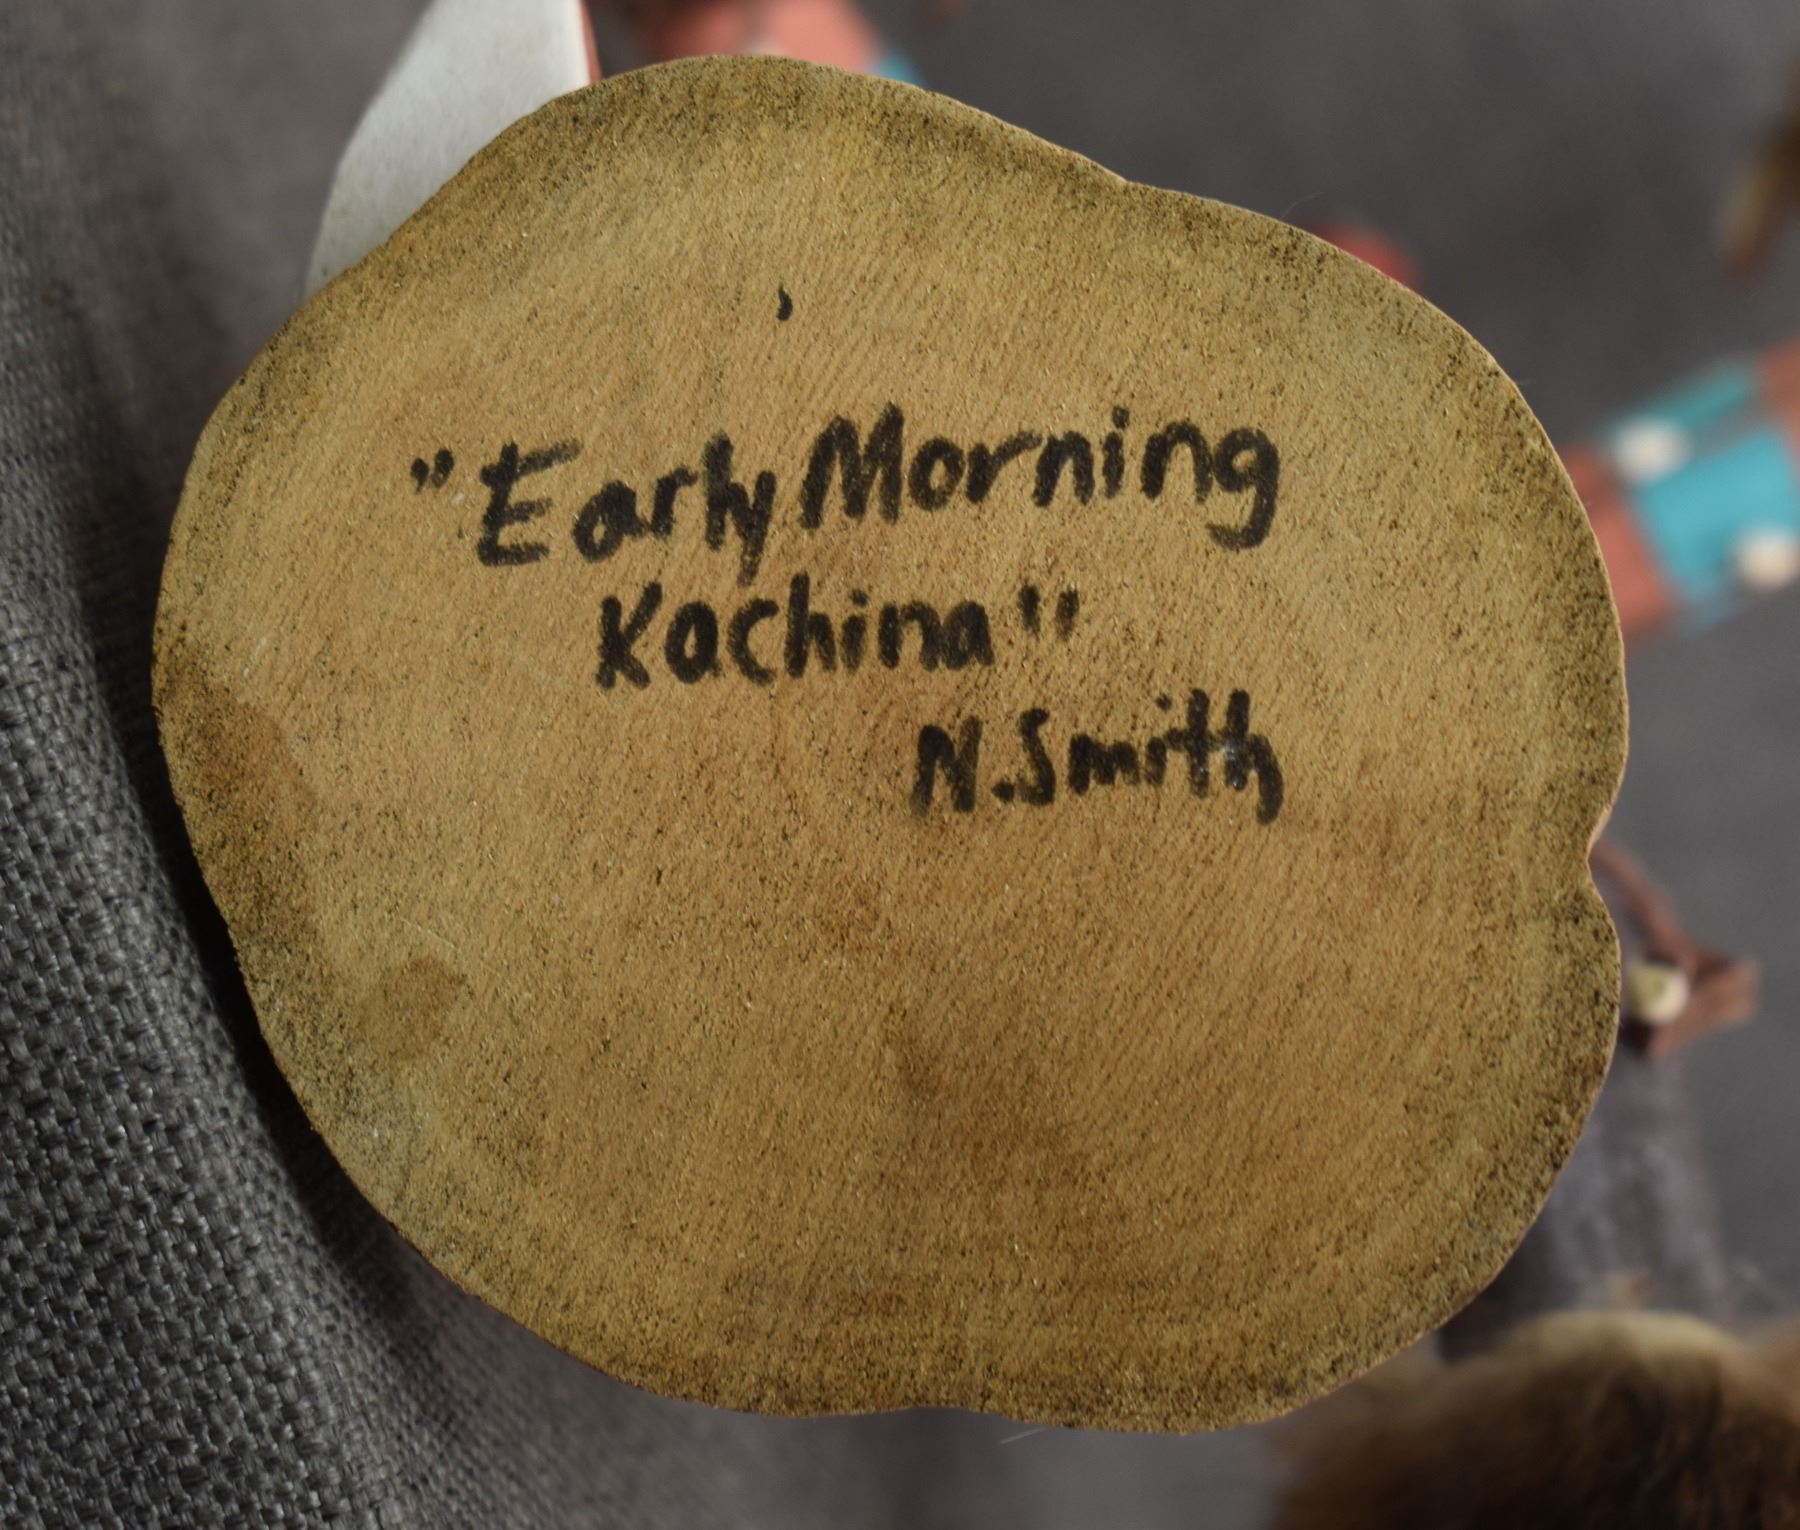 "Early Morning
Kachina"
N. Smith